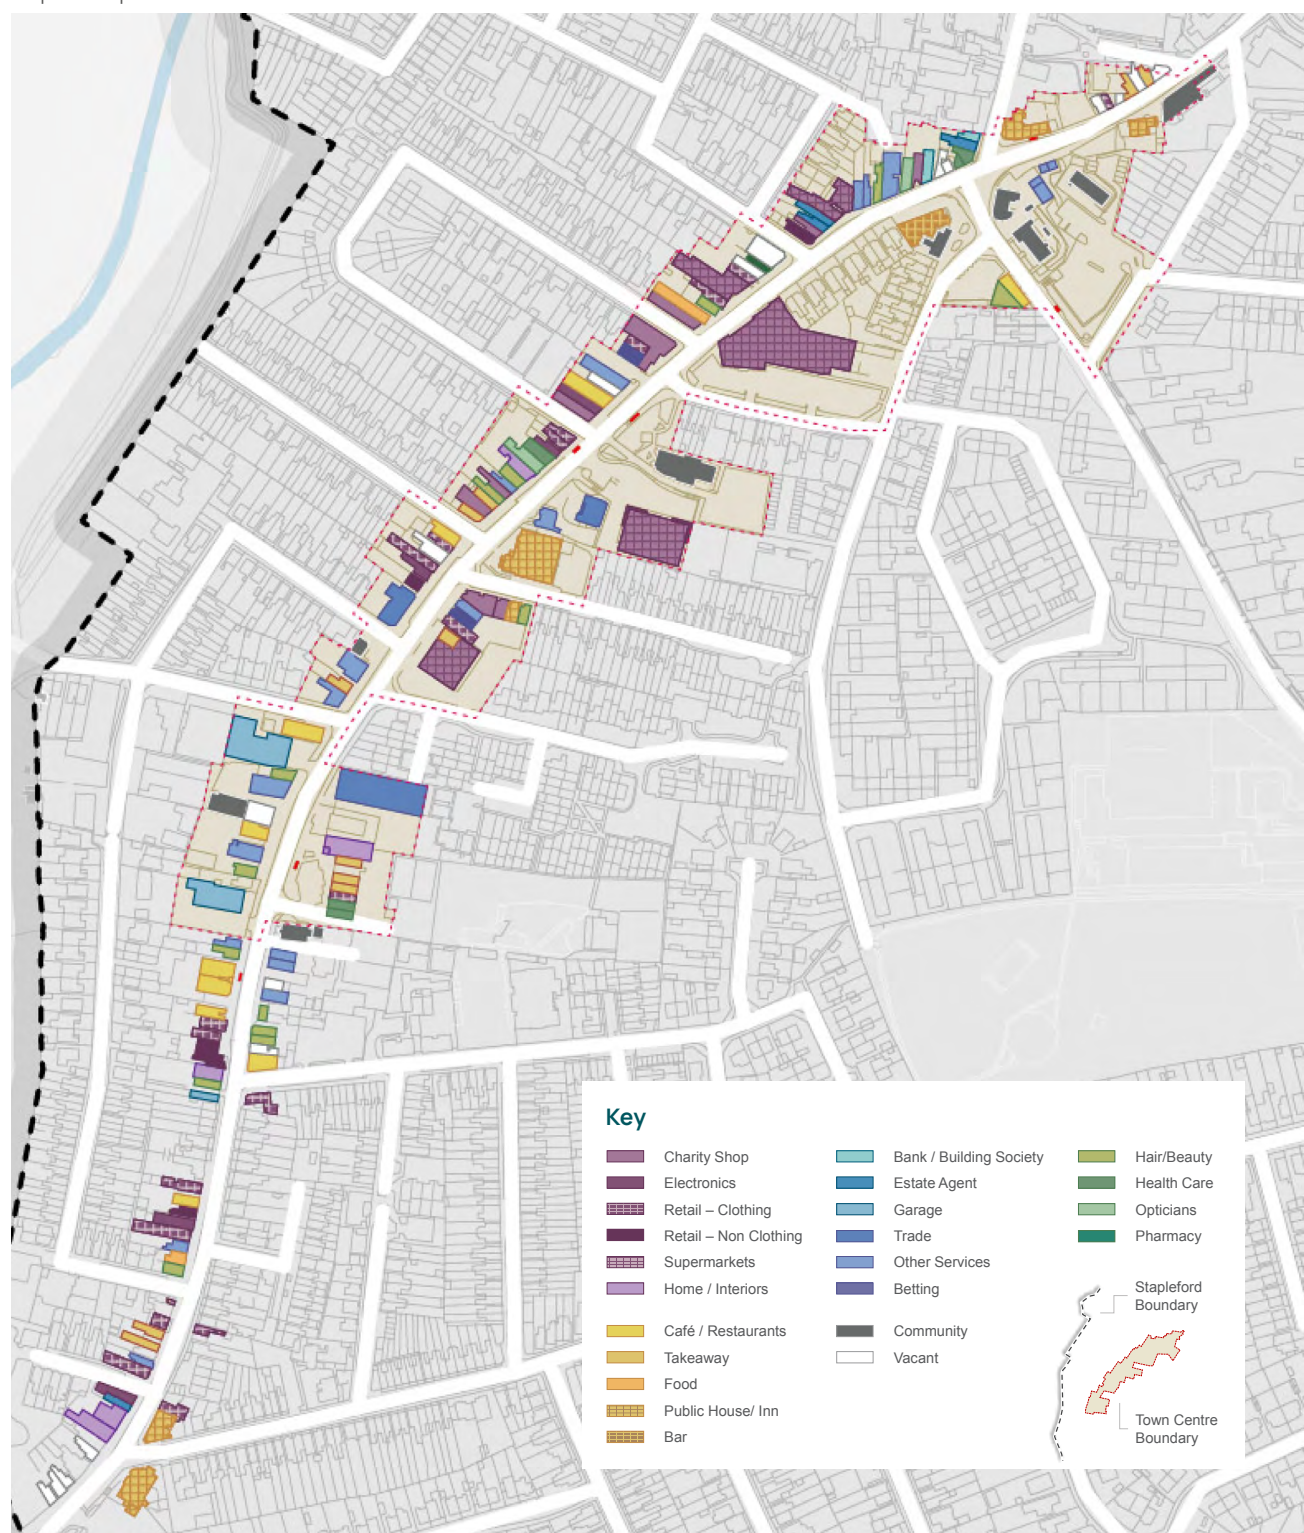 Key
Charity Shop
Electronics
Retail – Clothing
Retail – Non Clothing
Supermarkets
Home / Interiors
Café / Restaurants
Takeaway
Food
Public House/ Inn
Bar
Bank / Building Society
Estate Agent
Garage
Trade
Other Services
Betting
Community
Vacant
Hair/Beauty
Health Care
Opticians
Pharmacy
Stapleford
Boundary
Town Centre
Boundary